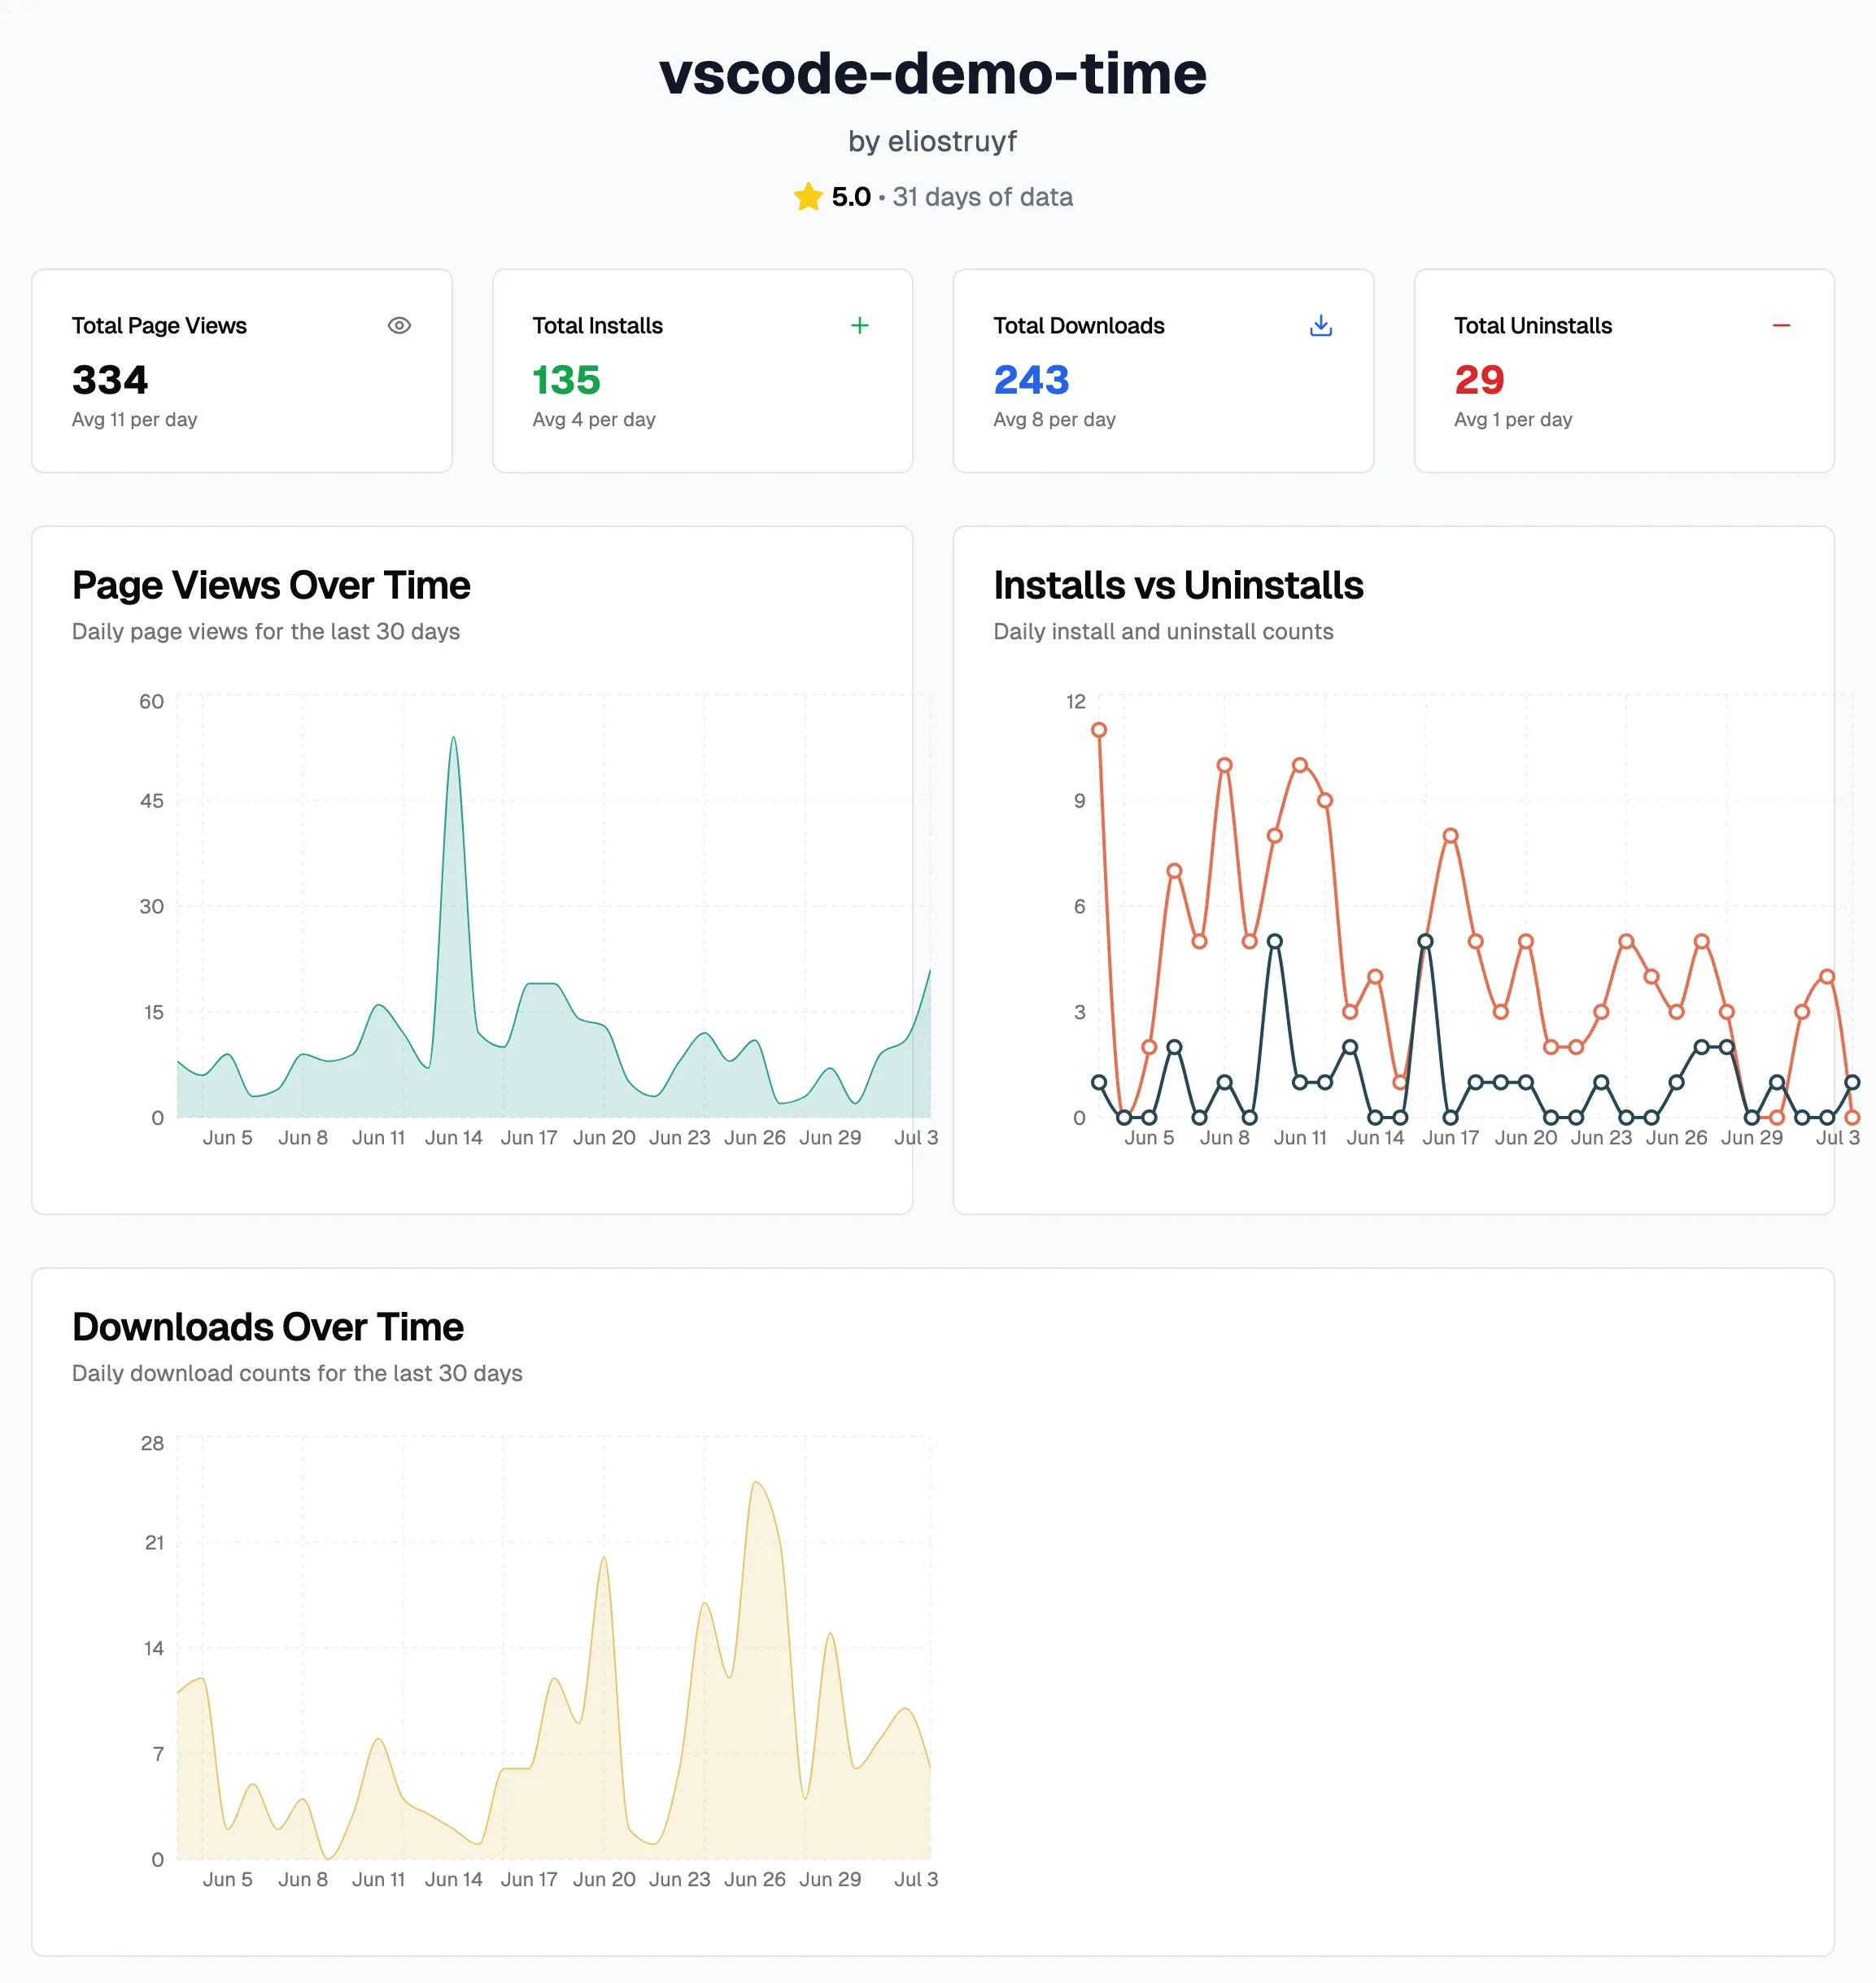 vscode-demo-time
by eliostruyf
5.0 • 31 days of data
Total Page Views
334
Avg 11 per day
Total Installs
135
Avg 4 per day
Total Downloads
243
Avg 8 per day
Total Uninstalls
29
Avg 1 per day
Page Views Over Time
Daily page views for the last 30 days
60
45
30
15
0
Jun 5 Jun 8 Jun 11 Jun 14 Jun 17 Jun 20 Jun 23 Jun 26 Jun 29 Jul 3
Installs vs Uninstalls
Daily install and uninstall counts
12
9
6
3
0
Jun 5 Jun 8 Jun 11 Jun 14 Jun 17 Jun 20 Jun 23 Jun 26 Jun 29 Jul 3
Downloads Over Time
Daily download counts for the last 30 days
28
21
14
7
0
Jun 5 Jun 8 Jun 11 Jun 14 Jun 17 Jun 20 Jun 23 Jun 26 Jun 29 Jul 3